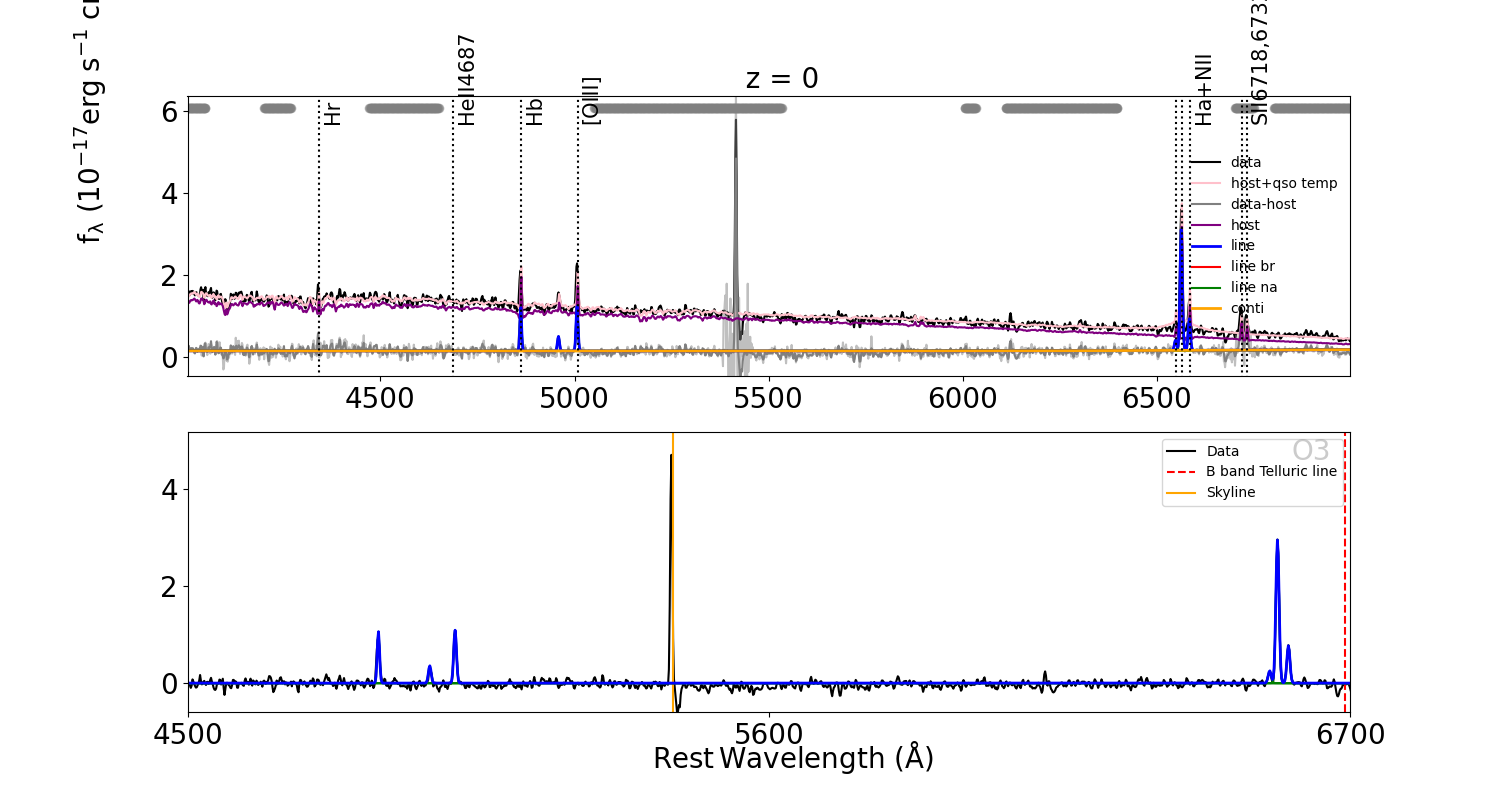 z = 0
f_λ (10^−17 erg s^−1
Hr
HeII4687
Hb
[OIII]
Ha+NII
SII6718,673
6
4
2
0
data
host+qso temp
data-host
host
line
line br
line na
conti
4500
5000
5500
6000
6500
O3
Data
B band Telluric line
Skyline
4
2
0
4500
5600
6700
Rest Wavelength (Å)